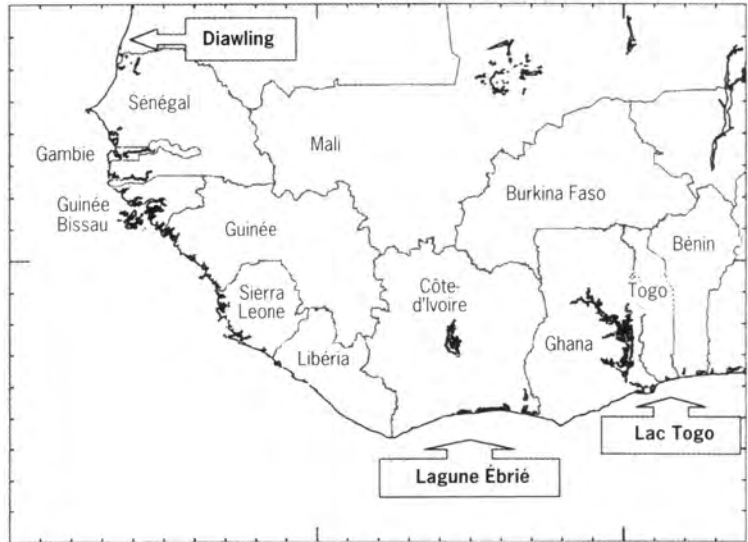 Diawling
Sénégal
Gambie
Mali
Guinée
Bissau
Guinée
Burkina Faso
Bénin
Togo
Sierra
Leone
Côte-
d'Ivoire
Ghana
Libéria
Lac Togo
Lagune Ébrié